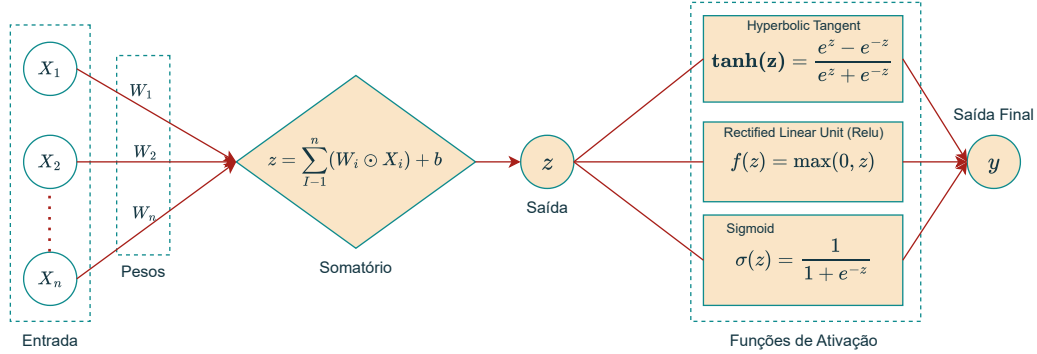 X₁
X₂
Xₙ
Entrada
W₁
W₂
Wₙ
Pesos
z = ∑ⁿ_{I−1} (Wᵢ ⊙ Xᵢ) + b
Somatório
z
Saída
Hyperbolic Tangent
tanh(z) = (e^z − e^{−z}) / (e^z + e^{−z})
Rectified Linear Unit (Relu)
f(z) = max(0, z)
Sigmoid
σ(z) = 1 / (1 + e^{−z})
Funções de Ativação
Saída Final
y